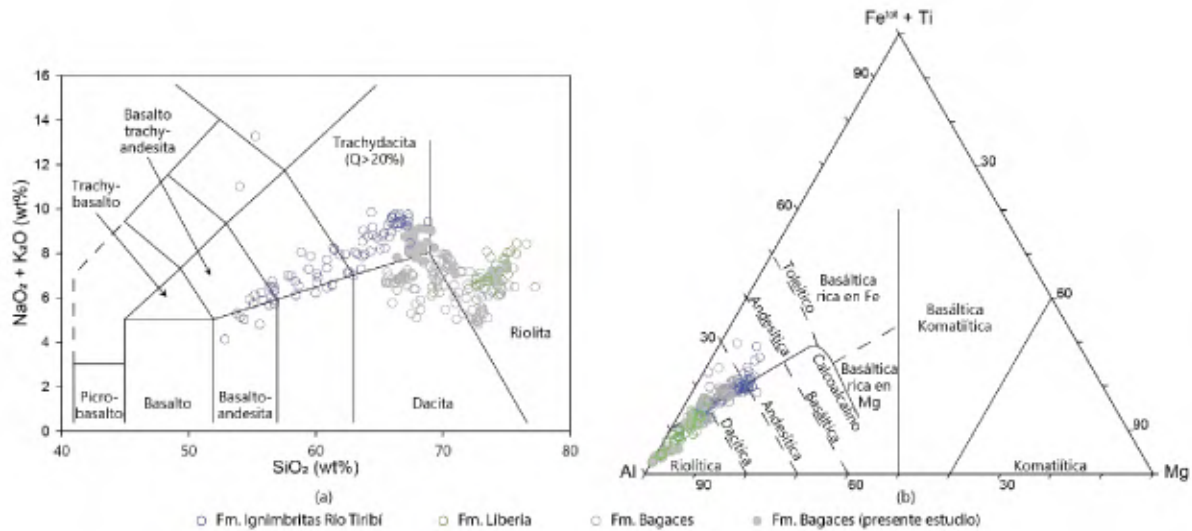 16
14
12
10
8
6
4
2
0
NaO₂ + K₂O (wt%)
Basalto
trachy-
andesita
Trachy-
basalto
Trachydacita
(Q>20%)
Riolita
Picro-
basalto
Basalto
Basalto-
andesita
Dacita
40
50
60
70
80
SiO₂ (wt%)
(a)
Feᵗᵒᵗ + Ti
90
60
30
30
60
90
Toleítico
Basáltica
rica en Fe
Basáltica
Komatiítica
Andesítica
Calcoalcalino
Basáltica
rica en
Mg
Riolítica
Dacítica
Andesítica
Basáltica
Komatiítica
Al
90
60
30
Mg
(b)
Fm. Ignimbritas Río Tiribí
Fm. Liberia
Fm. Bagaces
Fm. Bagaces (presente estudio)